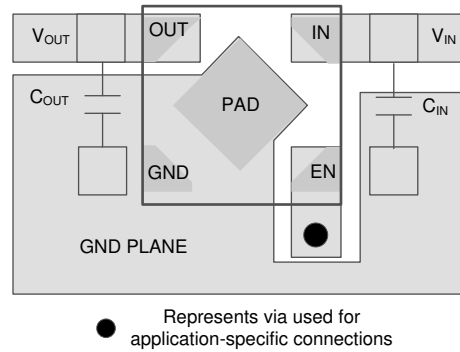 VOUT OUT IN VIN
COUT PAD CIN
GND EN
GND PLANE
Represents via used for
application-specific connections